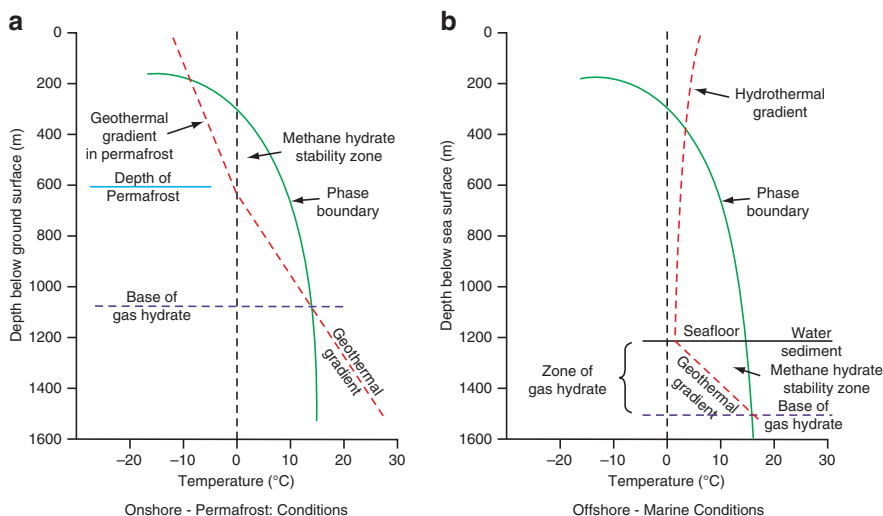 a
0
200
400
600
800
1000
1200
1400
1600
Depth below ground surface (m)
Geothermal
gradient
in permafrost
Methane hydrate
stability zone
Depth of
Permafrost
Phase
boundary
Base of
gas hydrate
Geothermal
gradient
–20
–10
0
10
20
30
Temperature (°C)
Onshore - Permafrost: Conditions
b
0
200
400
600
800
1000
1200
1400
1600
Depth below sea surface (m)
Hydrothermal
gradient
Phase
boundary
Seafloor
Water
sediment
Zone of
gas hydrate
Geothermal
gradient
Methane hydrate
stability zone
Base of
gas hydrate
–20
–10
0
10
20
30
Temperature (°C)
Offshore - Marine Conditions